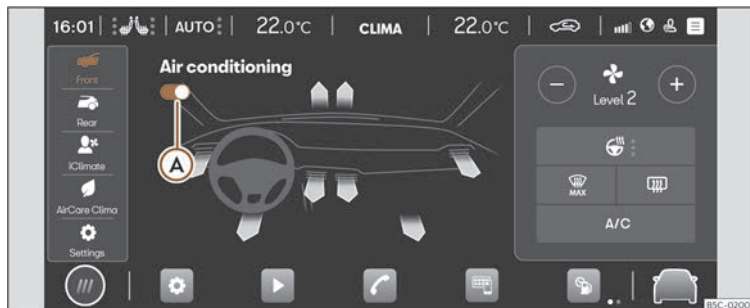 16:01 AUTO 22.0°C CLIMA 22.0°C
Front
Rear
iClimate
AirCare Clima
Settings
Air conditioning
A
Level 2
MAX
A/C
B5C-0200